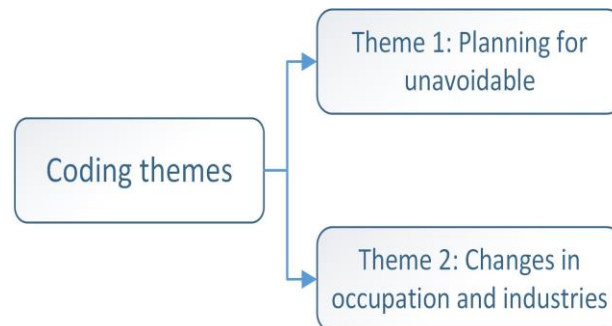 Theme 1: Planning for
unavoidable
Coding themes
Theme 2: Changes in
occupation and industries